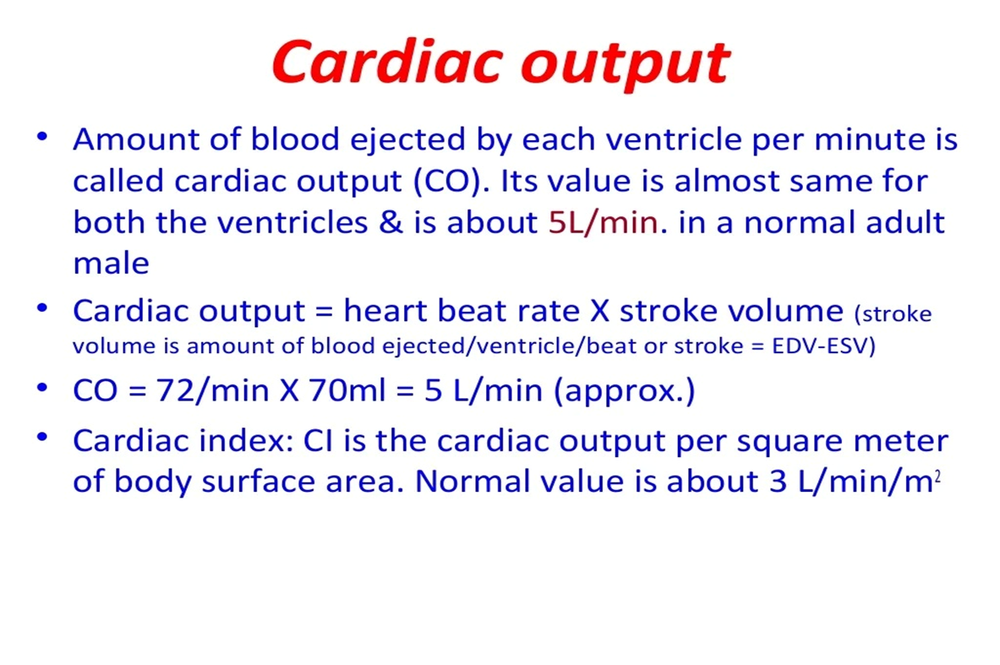 Cardiac output
• Amount of blood ejected by each ventricle per minute is
called cardiac output (CO). Its value is almost same for
both the ventricles & is about 5L/min. in a normal adult
male
• Cardiac output = heart beat rate X stroke volume (stroke
volume is amount of blood ejected/ventricle/beat or stroke = EDV-ESV)
• CO = 72/min X 70ml = 5 L/min (approx.)
• Cardiac index: CI is the cardiac output per square meter
of body surface area. Normal value is about 3 L/min/m²